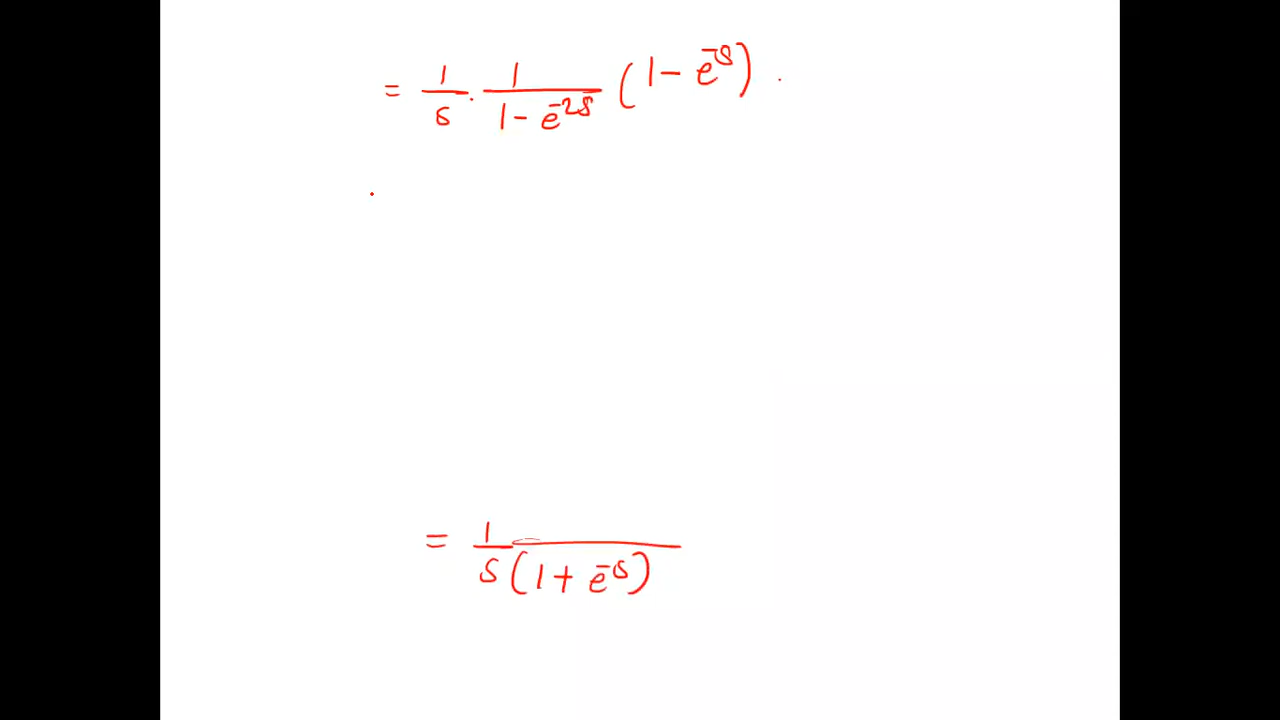 = 1/s · 1/(1 - e^{-2s}) (1 - e^{-s}) .
= 1/(s(1 + e^{-s}))